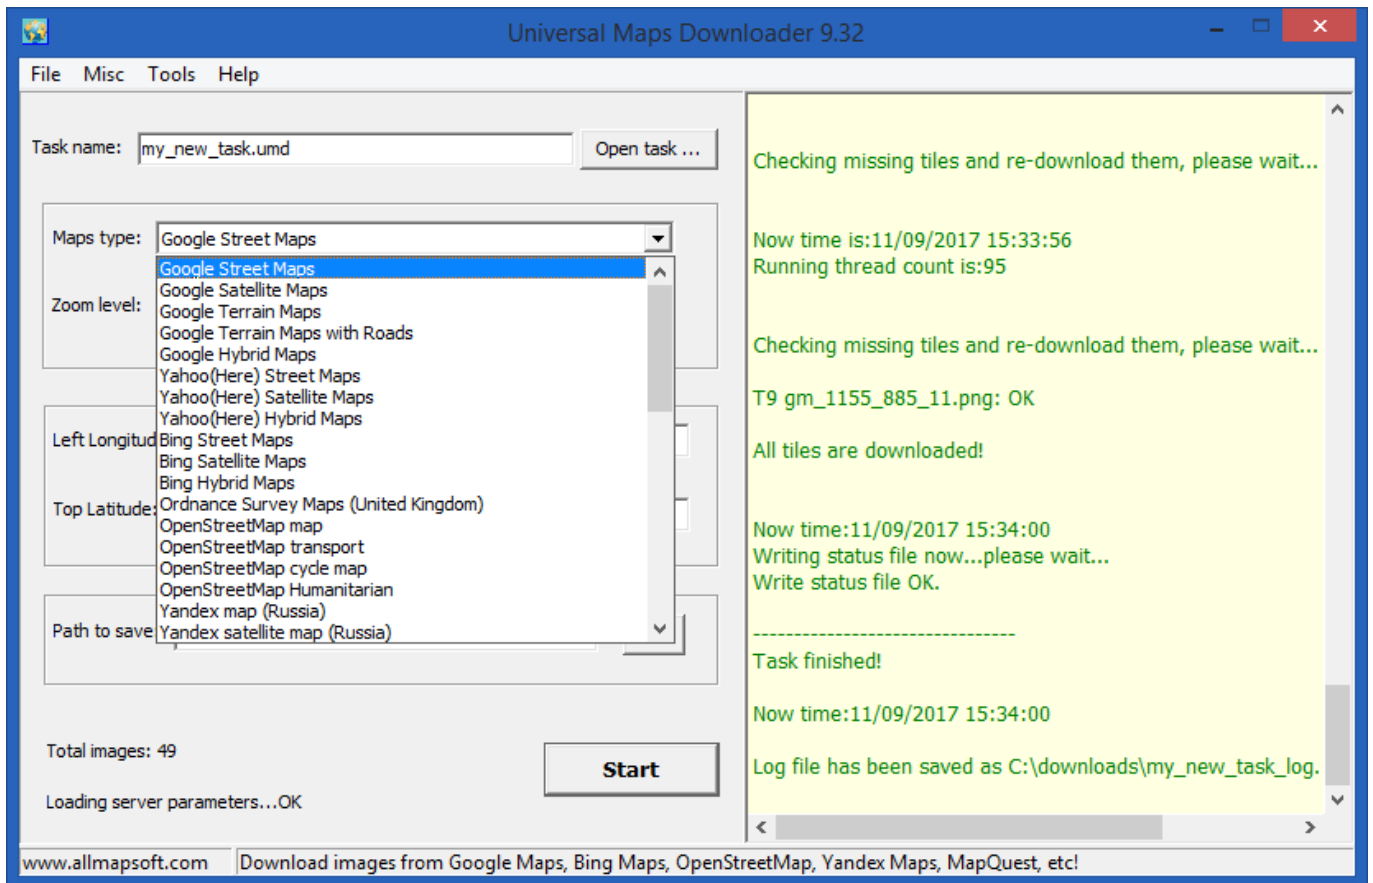 Universal Maps Downloader 9.32
File Misc Tools Help
Task name: my_new_task.umd Open task ...
Maps type: Google Street Maps
Google Street Maps
Google Satellite Maps
Zoom level:
Google Terrain Maps
Google Terrain Maps with Roads
Google Hybrid Maps
Yahoo(Here) Street Maps
Yahoo(Here) Satellite Maps
Yahoo(Here) Hybrid Maps
Left Longitud
Bing Street Maps
Bing Satellite Maps
Bing Hybrid Maps
Top Latitude:
Ordnance Survey Maps (United Kingdom)
OpenStreetMap map
OpenStreetMap transport
OpenStreetMap cycle map
OpenStreetMap Humanitarian
Yandex map (Russia)
Path to save
Yandex satellite map (Russia)
Total images: 49
Start
Loading server parameters...OK
Checking missing tiles and re-download them, please wait...
Now time is:11/09/2017 15:33:56
Running thread count is:95
Checking missing tiles and re-download them, please wait...
T9 gm_1155_885_11.png: OK
All tiles are downloaded!
Now time:11/09/2017 15:34:00
Writing status file now...please wait...
Write status file OK.
--------------------------------
Task finished!
Now time:11/09/2017 15:34:00
Log file has been saved as C:\downloads\my_new_task_log.
www.allmapsoft.com Download images from Google Maps, Bing Maps, OpenStreetMap, Yandex Maps, MapQuest, etc!